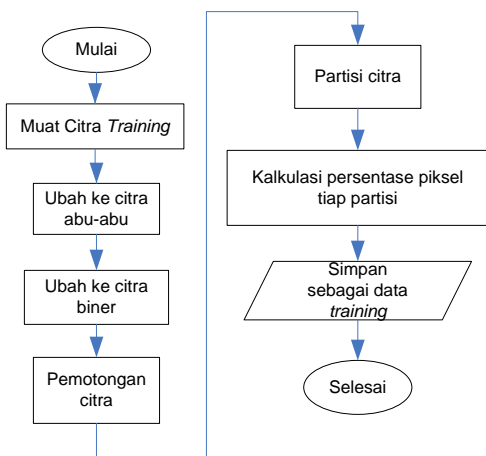 Mulai
Muat Citra Training
Ubah ke citra
abu-abu
Ubah ke citra
biner
Pemotongan
citra
Partisi citra
Kalkulasi persentase piksel
tiap partisi
Simpan
sebagai data
training
Selesai